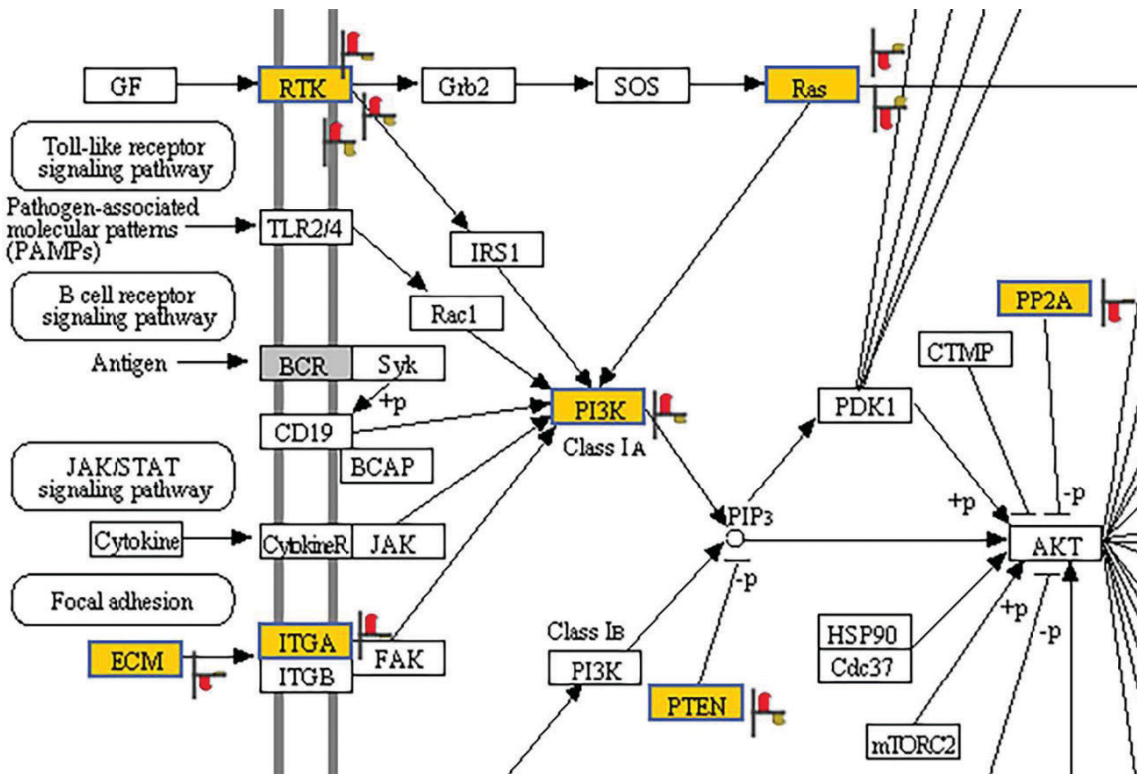 GF
RTK
Grb2
SOS
Ras
Toll-like receptor
signaling pathway
Pathogen-associated
molecular patterns
(PAMPs)
TLR2/4
IRS1
B cell receptor
signaling pathway
Rac1
PP2A
CTMP
Antigen
BCR
Syk
+p
PI3K
PDK1
CD19
Class IA
BCAP
JAK/STAT
signaling pathway
+p
-p
PIP3
Cytokine
CytokineR
JAK
AKT
-p
Focal adhesion
+p
-p
ECM
ITGA
FAK
ITGB
Class IB
PI3K
HSP90
Cdc37
PTEN
mTORC2